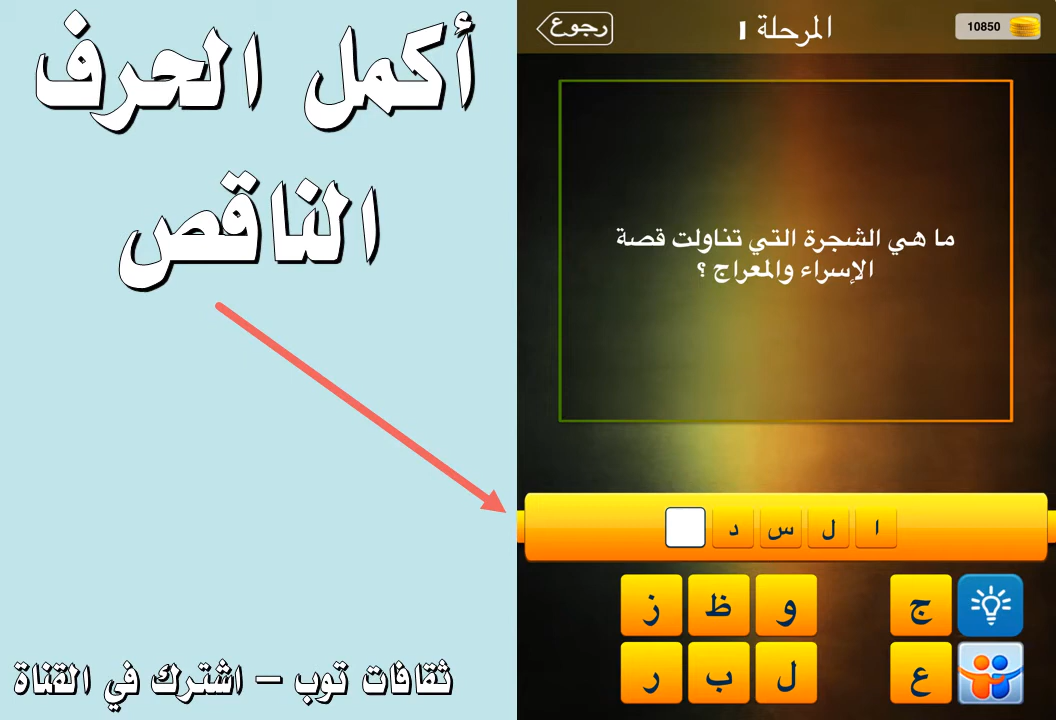 أكمل الحرف
الناقص
ثقافات توب – اشترك في القناة
رجوع
المرحلة 1
10850
ما هي الشجرة التي تناولت قصة
الإسراء والمعراج ؟
ا ل س د
ج و ظ ز
ع ل ب ر